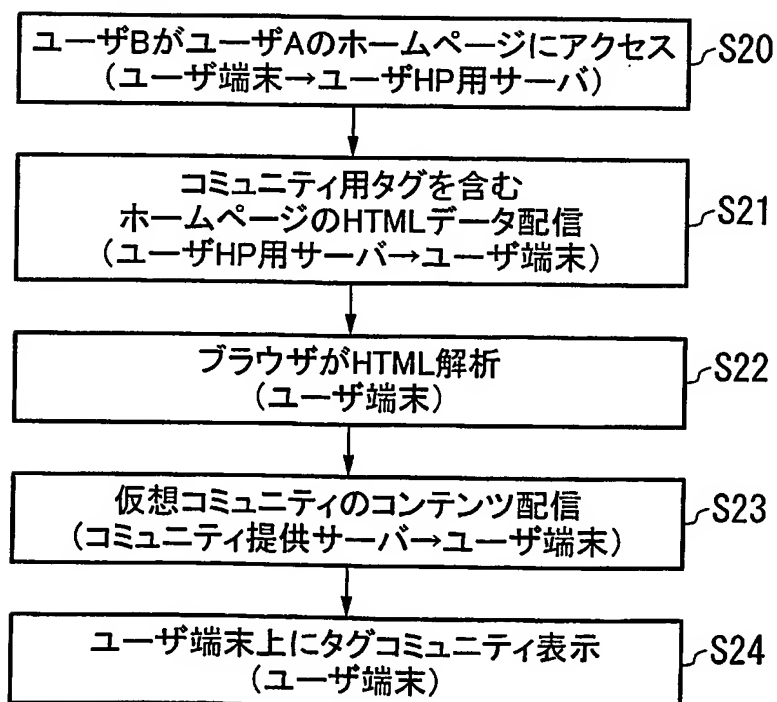 ユーザBがユーザAのホームページにアクセス
(ユーザ端末→ユーザHP用サーバ)
S20
コミュニティ用タグを含む
ホームページのHTMLデータ配信
(ユーザHP用サーバ→ユーザ端末)
S21
ブラウザがHTML解析
(ユーザ端末)
S22
仮想コミュニティのコンテンツ配信
(コミュニティ提供サーバ→ユーザ端末)
S23
ユーザ端末上にタグコミュニティ表示
(ユーザ端末)
S24